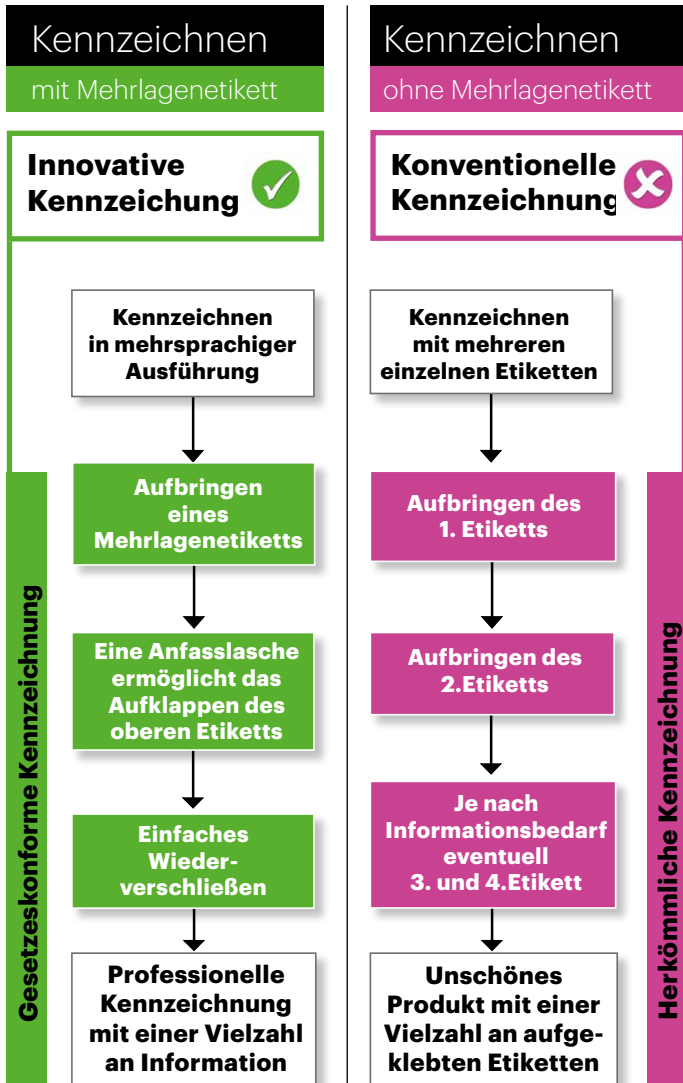 Kennzeichnen
mit Mehrlagenetikett
Innovative
Kennzeichung
Kennzeichnen
in mehrsprachiger
Ausführung
Aufbringen
eines
Mehrlagenetiketts
Eine Anfasslasche
ermöglicht das
Aufklappen des
oberen Etiketts
Einfaches
Wieder-
verschließen
Professionelle
Kennzeichnung
mit einer Vielzahl
an Information
Gesetzeskonforme Kennzeichnung
Kennzeichnen
ohne Mehrlagenetikett
Konventionelle
Kennzeichnung
Kennzeichnen
mit mehreren
einzelnen Etiketten
Aufbringen des
1. Etiketts
Aufbringen des
2.Etiketts
Je nach
Informationsbedarf
eventuell
3. und 4.Etikett
Unschönes
Produkt mit einer
Vielzahl an aufge-
klebten Etiketten
Herkömmliche Kennzeichnung